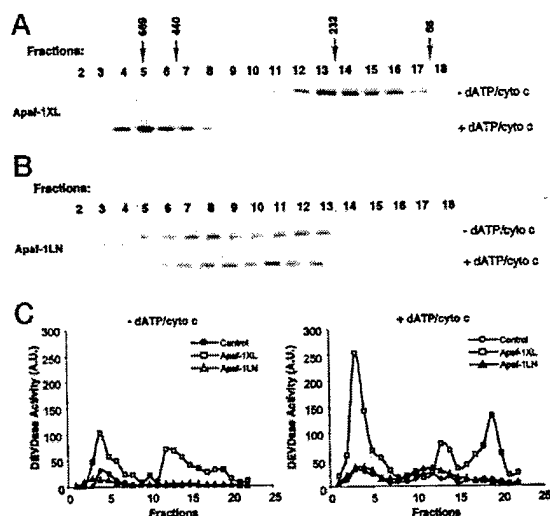 A
669 440 232 66
Fractions: 2 3 4 5 6 7 8 9 10 11 12 13 14 15 16 17 18
- dATP/cyto c
Apaf-1XL
+ dATP/cyto c
B
Fractions:
2 3 4 5 6 7 8 9 10 11 12 13 14 15 16 17 18
- dATP/cyto c
Apaf-1LN
+ dATP/cyto c
C
- dATP/cyto c
+ dATP/cyto c
Control
Apaf-1XL
Apaf-1LN
Control
Apaf-1XL
Apaf-1LN
DEVDase Activity (A.U.)
300
250
200
150
100
50
0
0 5 10 15 20 25
Fractions
DEVDase Activity (A.U.)
300
250
200
150
100
50
0
0 5 10 15 20 25
Fractions